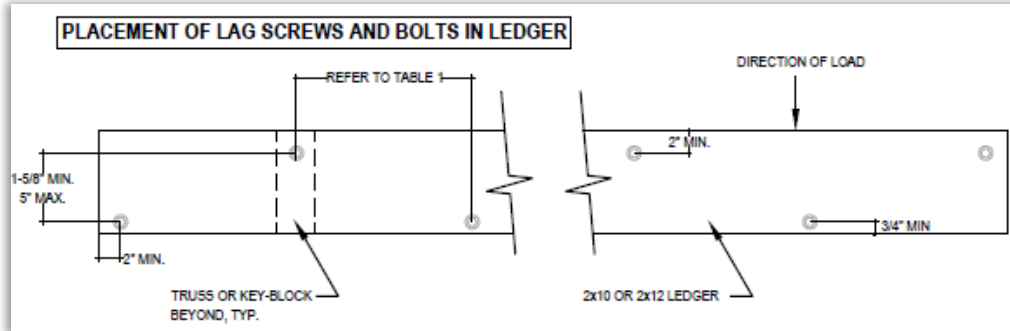 PLACEMENT OF LAG SCREWS AND BOLTS IN LEDGER
REFER TO TABLE 1
DIRECTION OF LOAD
2" MIN.
1-5/8" MIN.
5" MAX.
3/4" MIN
2" MIN.
TRUSS OR KEY-BLOCK
BEYOND, TYP.
2x10 OR 2x12 LEDGER